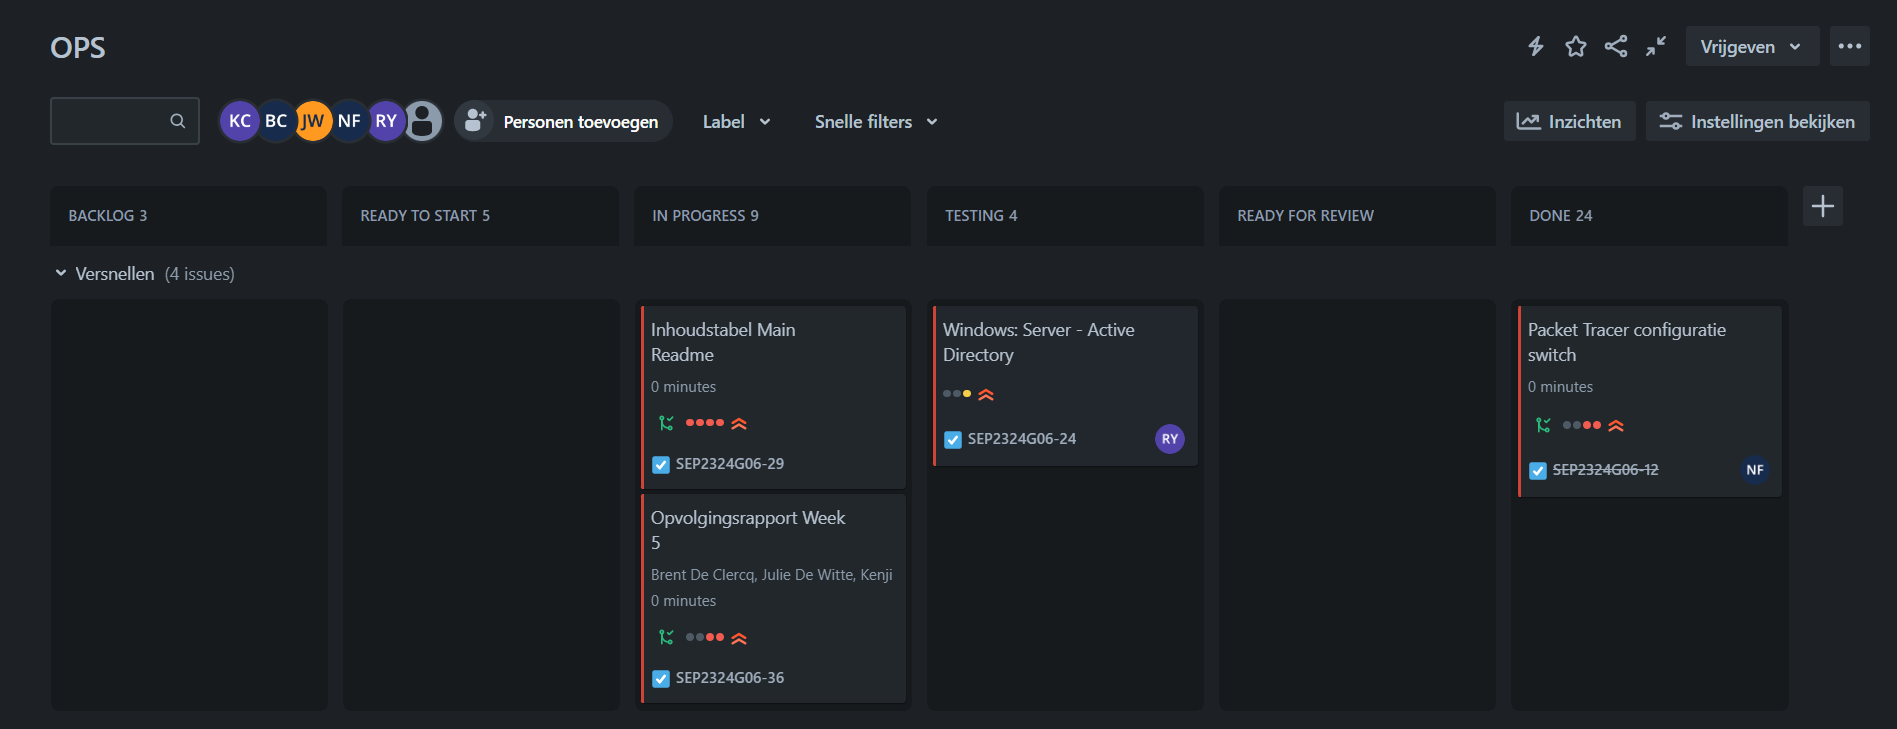 OPS
Vrijgeven
KC BC JW NF RY
Personen toevoegen
Label
Snelle filters
Inzichten
Instellingen bekijken
BACKLOG 3
READY TO START 5
IN PROGRESS 9
TESTING 4
READY FOR REVIEW
DONE 24
Versnellen (4 issues)
Inhoudstabel Main
Readme
0 minutes
SEP2324G06-29
Opvolgingsrapport Week
5
Brent De Clercq, Julie De Witte, Kenji
0 minutes
SEP2324G06-36
Windows: Server - Active
Directory
SEP2324G06-24
RY
Packet Tracer configuratie
switch
0 minutes
SEP2324G06-12
NF